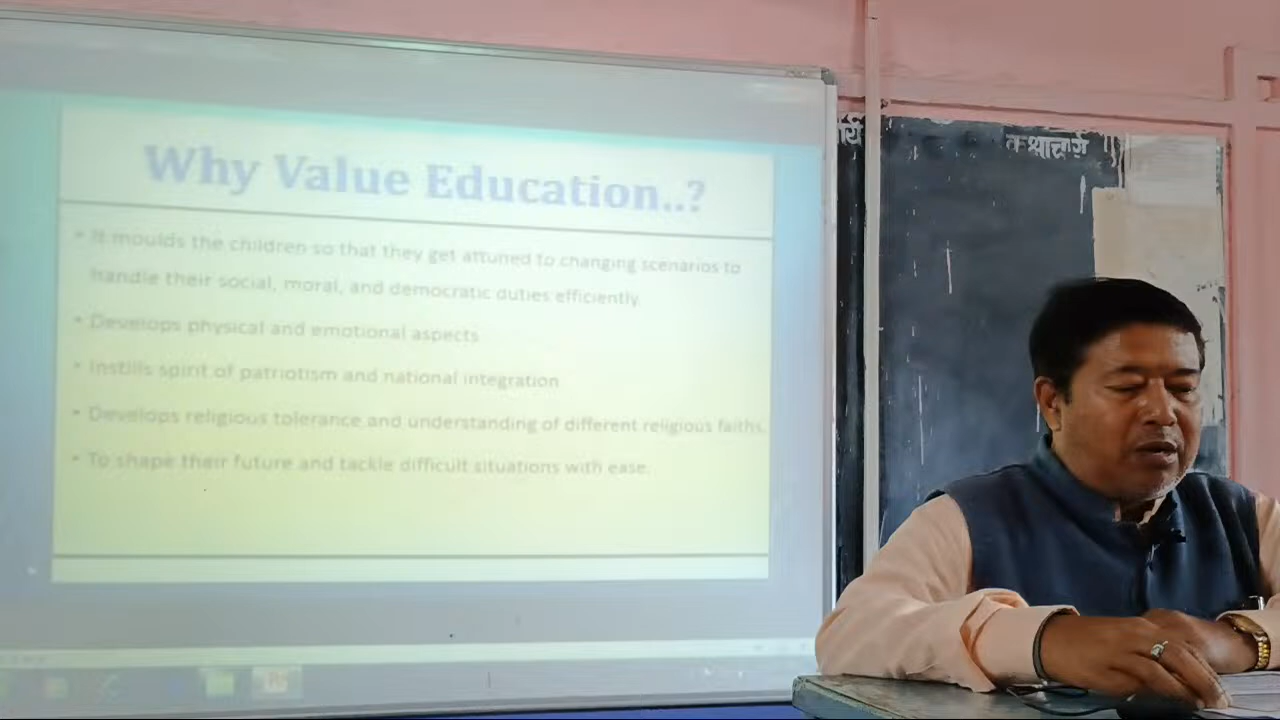 Why Value Education..?
• It moulds the children so that they get attuned to changing scenarios to
handle their social, moral, and democratic duties efficiently
• Develops physical and emotional aspects
• Instills spirit of patriotism and national integration
• Develops religious tolerance and understanding of different religious faiths.
• To shape their future and tackle difficult situations with ease.